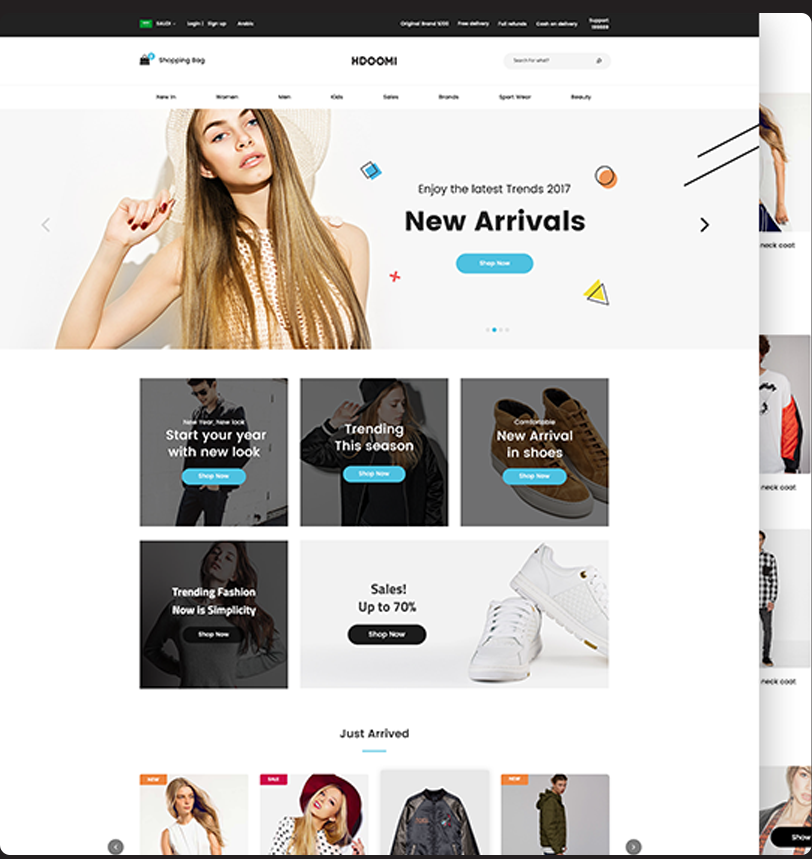 SAUDI
Login | Sign up
Arabic
Original Brand %100
Free delivery
Full refunds
Cash on delivery
Support
Shopping Bag
HDOOMI
Search for what?
New In
Women
Men
Kids
Sales
Brands
Sport Wear
Beauty
Enjoy the latest Trends 2017
New Arrivals
Shop Now
New Year, New look
Start your year
with new look
Shop Now
Trending
This season
Shop Now
Comfortable
New Arrival
in shoes
Shop Now
Trending Fashion
Now is Simplicity
Shop Now
Sales!
Up to 70%
Shop Now
Just Arrived
NEW
SALE
NEW
neck coat
neck coat
neck coat
Show